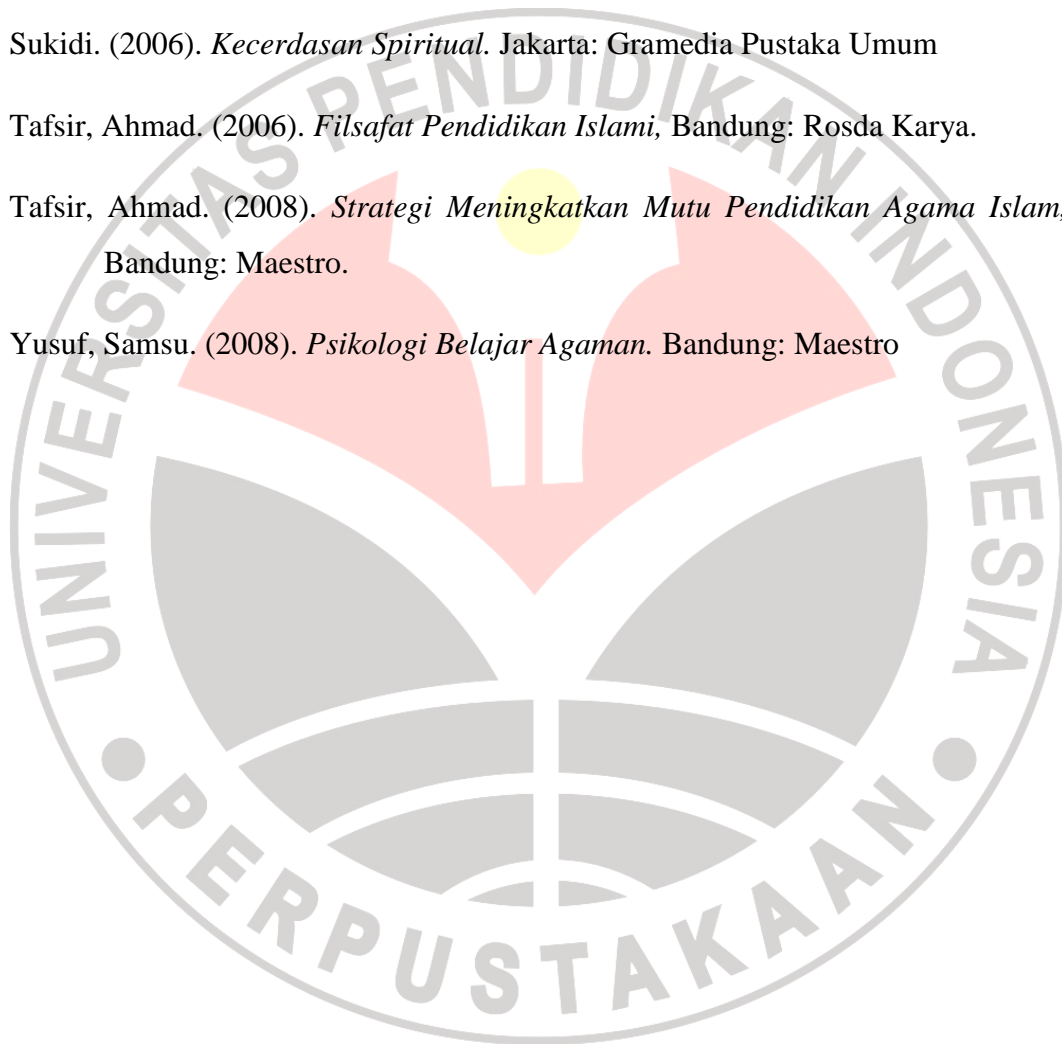 Sukidi. (2006). Kecerdasan Spiritual. Jakarta: Gramedia Pustaka Umum
Tafsir, Ahmad. (2006). Filsafat Pendidikan Islami, Bandung: Rosda Karya.
Tafsir, Ahmad. (2008). Strategi Meningkatkan Mutu Pendidikan Agama Islam,
Bandung: Maestro.
Yusuf, Samsu. (2008). Psikologi Belajar Agaman. Bandung: Maestro
UNIVERSITAS PENDIDIKAN INDONESIA
PERPUSTAKAAN